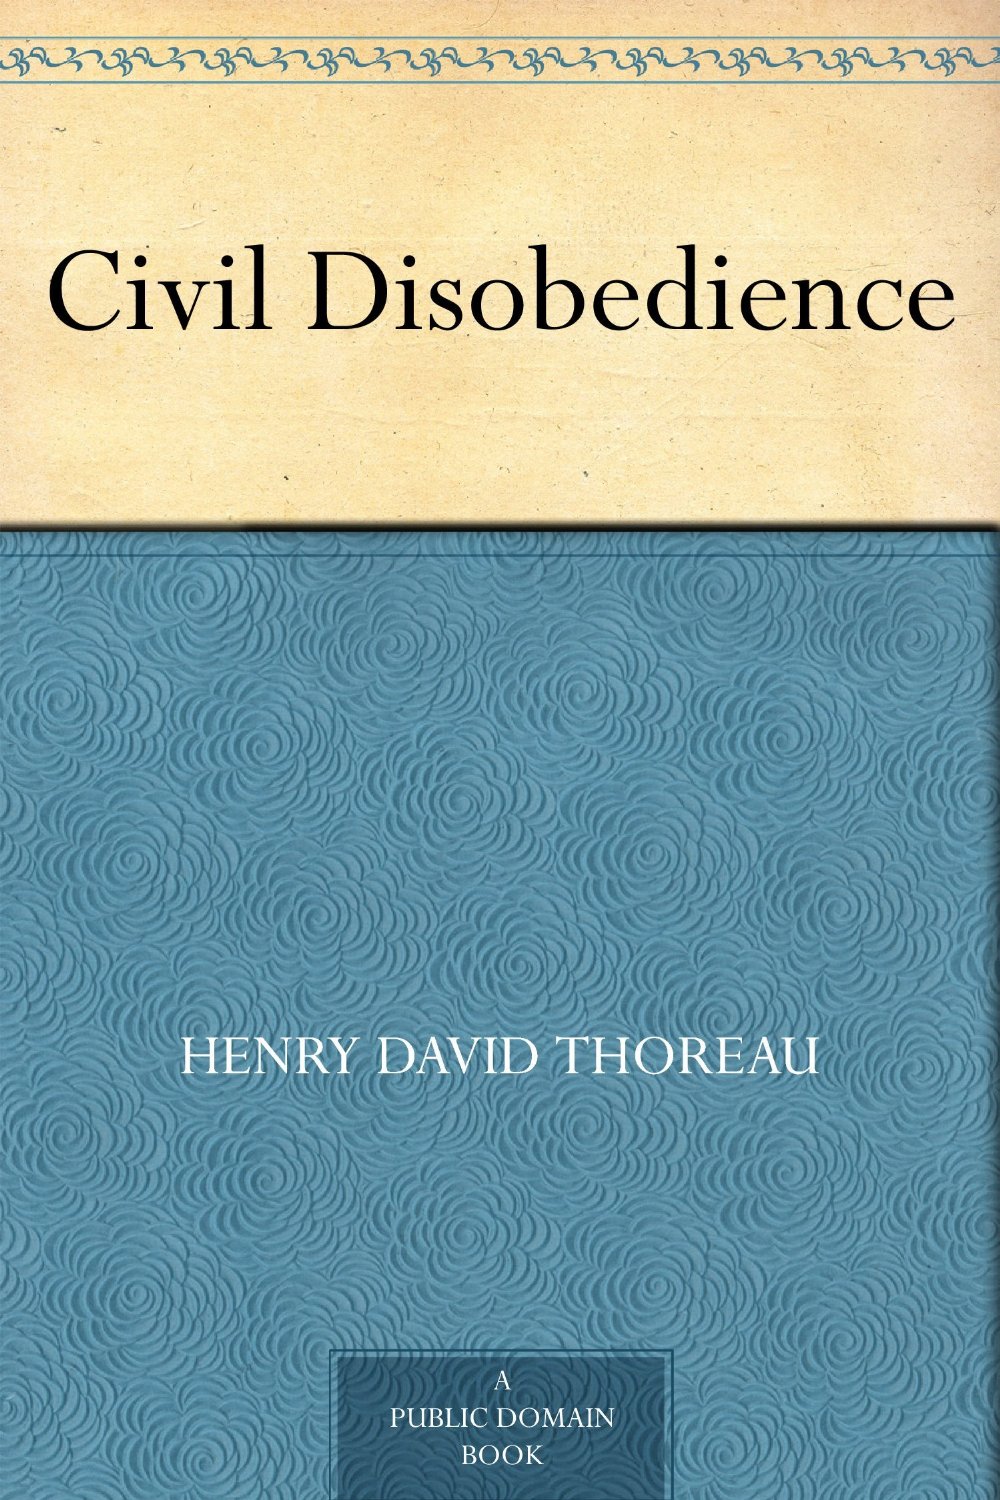 Civil Disobedience
HENRY DAVID THOREAU
A
PUBLIC DOMAIN
BOOK